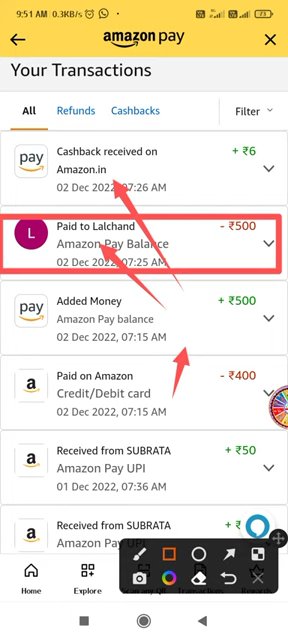 9:51 AM 0.3KB/s
73
amazon pay
Your Transactions
All Refunds Cashbacks Filter
pay
Cashback received on
Amazon.in
+ ₹6
02 Dec 2022, 07:26 AM
L
Paid to Lalchand
- ₹500
Amazon Pay Balance
02 Dec 2022, 07:25 AM
pay
Added Money
+ ₹500
Amazon Pay balance
02 Dec 2022, 07:15 AM
a
Paid on Amazon
- ₹400
Credit/Debit card
02 Dec 2022, 07:15 AM
a
Received from SUBRATA
+ ₹50
Amazon Pay UPI
01 Dec 2022, 07:36 AM
a
Received from SUBRATA
+ ₹
Amazon Pay UPI
Home Explore